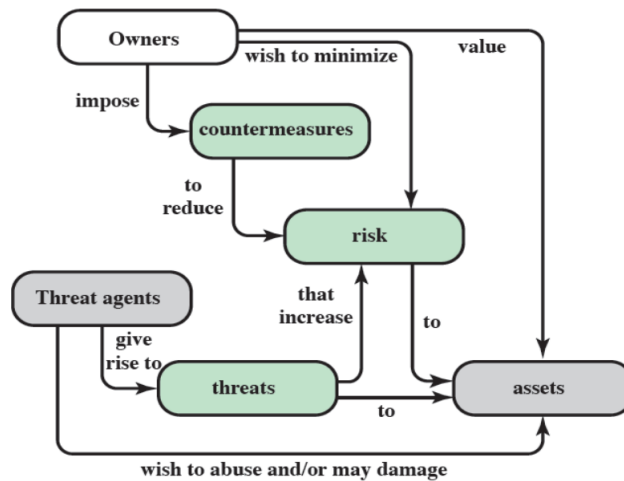 Owners
value
wish to minimize
impose
countermeasures
to
reduce
risk
Threat agents
that
increase
to
give
rise to
threats
to
assets
wish to abuse and/or may damage